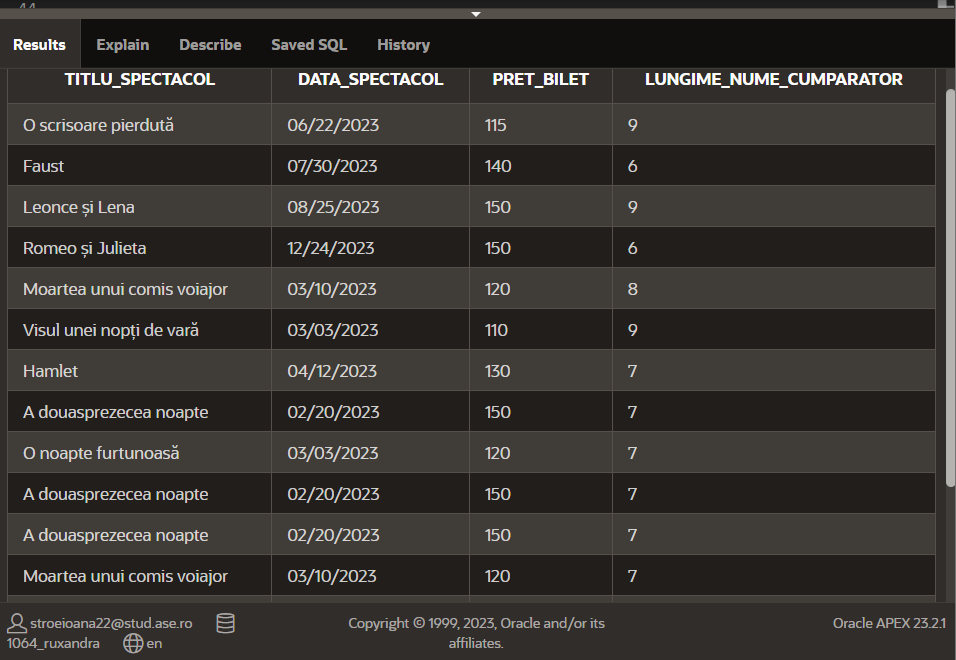 Results Explain Describe Saved SQL History
TITLU_SPECTACOL DATA_SPECTACOL PRET_BILET LUNGIME_NUME_CUMPARATOR
O scrisoare pierdută 06/22/2023 115 9
Faust 07/30/2023 140 6
Leonce și Lena 08/25/2023 150 9
Romeo și Julieta 12/24/2023 150 6
Moartea unui comis voiajor 03/10/2023 120 8
Visul unei nopți de vară 03/03/2023 110 9
Hamlet 04/12/2023 130 7
A douasprezecea noapte 02/20/2023 150 7
O noapte furtunoasă 03/03/2023 120 7
A douasprezecea noapte 02/20/2023 150 7
A douasprezecea noapte 02/20/2023 150 7
Moartea unui comis voiajor 03/10/2023 120 7
stroeioana22@stud.ase.ro
1064_ruxandra en
Copyright © 1999, 2023, Oracle and/or its
affiliates.
Oracle APEX 23.2.1